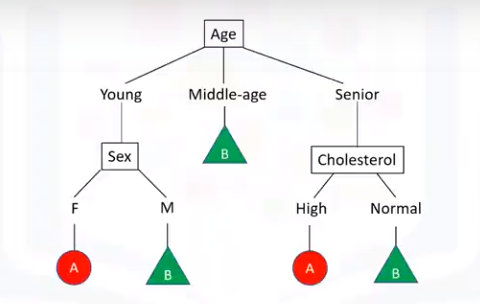 Age
Young Middle-age Senior
B
Sex Cholesterol
F M High Normal
A B A B